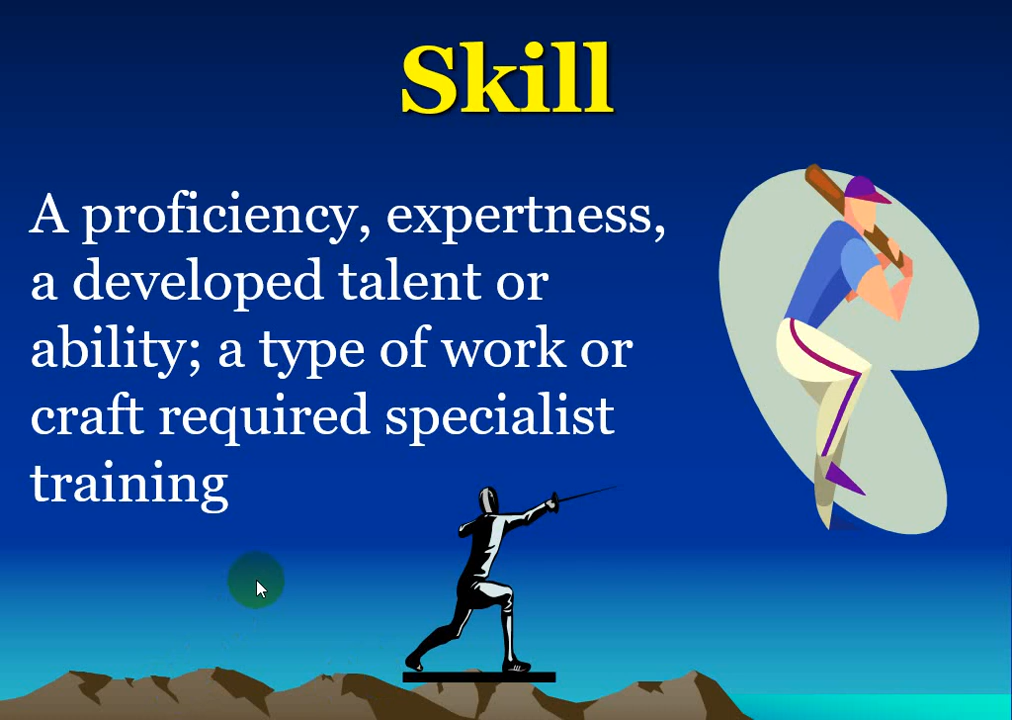 Skill
A proficiency, expertness,
a developed talent or
ability; a type of work or
craft required specialist
training